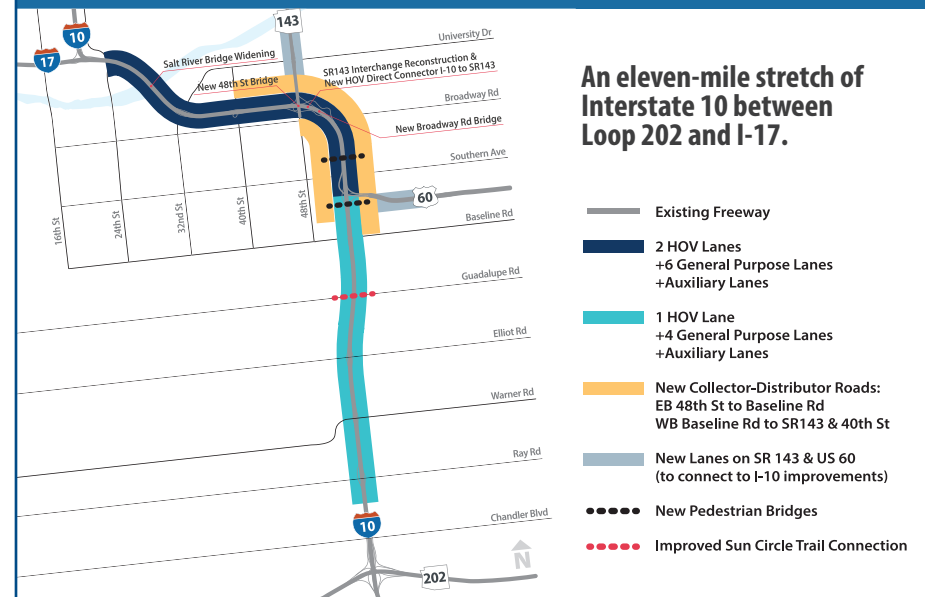 143
10
17
University Dr
Salt River Bridge Widening
SR143 Interchange Reconstruction &
New HOV Direct Connector I-10 to SR143
New 48th St Bridge
Broadway Rd
New Broadway Rd Bridge
Southern Ave
60
16th St
24th St
32nd St
40th St
48th St
Baseline Rd
Guadalupe Rd
Elliot Rd
Warner Rd
Ray Rd
Chandler Blvd
10
N
202
An eleven-mile stretch of
Interstate 10 between
Loop 202 and I-17.
Existing Freeway
2 HOV Lanes
+6 General Purpose Lanes
+Auxiliary Lanes
1 HOV Lane
+4 General Purpose Lanes
+Auxiliary Lanes
New Collector-Distributor Roads:
EB 48th St to Baseline Rd
WB Baseline Rd to SR143 & 40th St
New Lanes on SR 143 & US 60
(to connect to I-10 improvements)
New Pedestrian Bridges
Improved Sun Circle Trail Connection